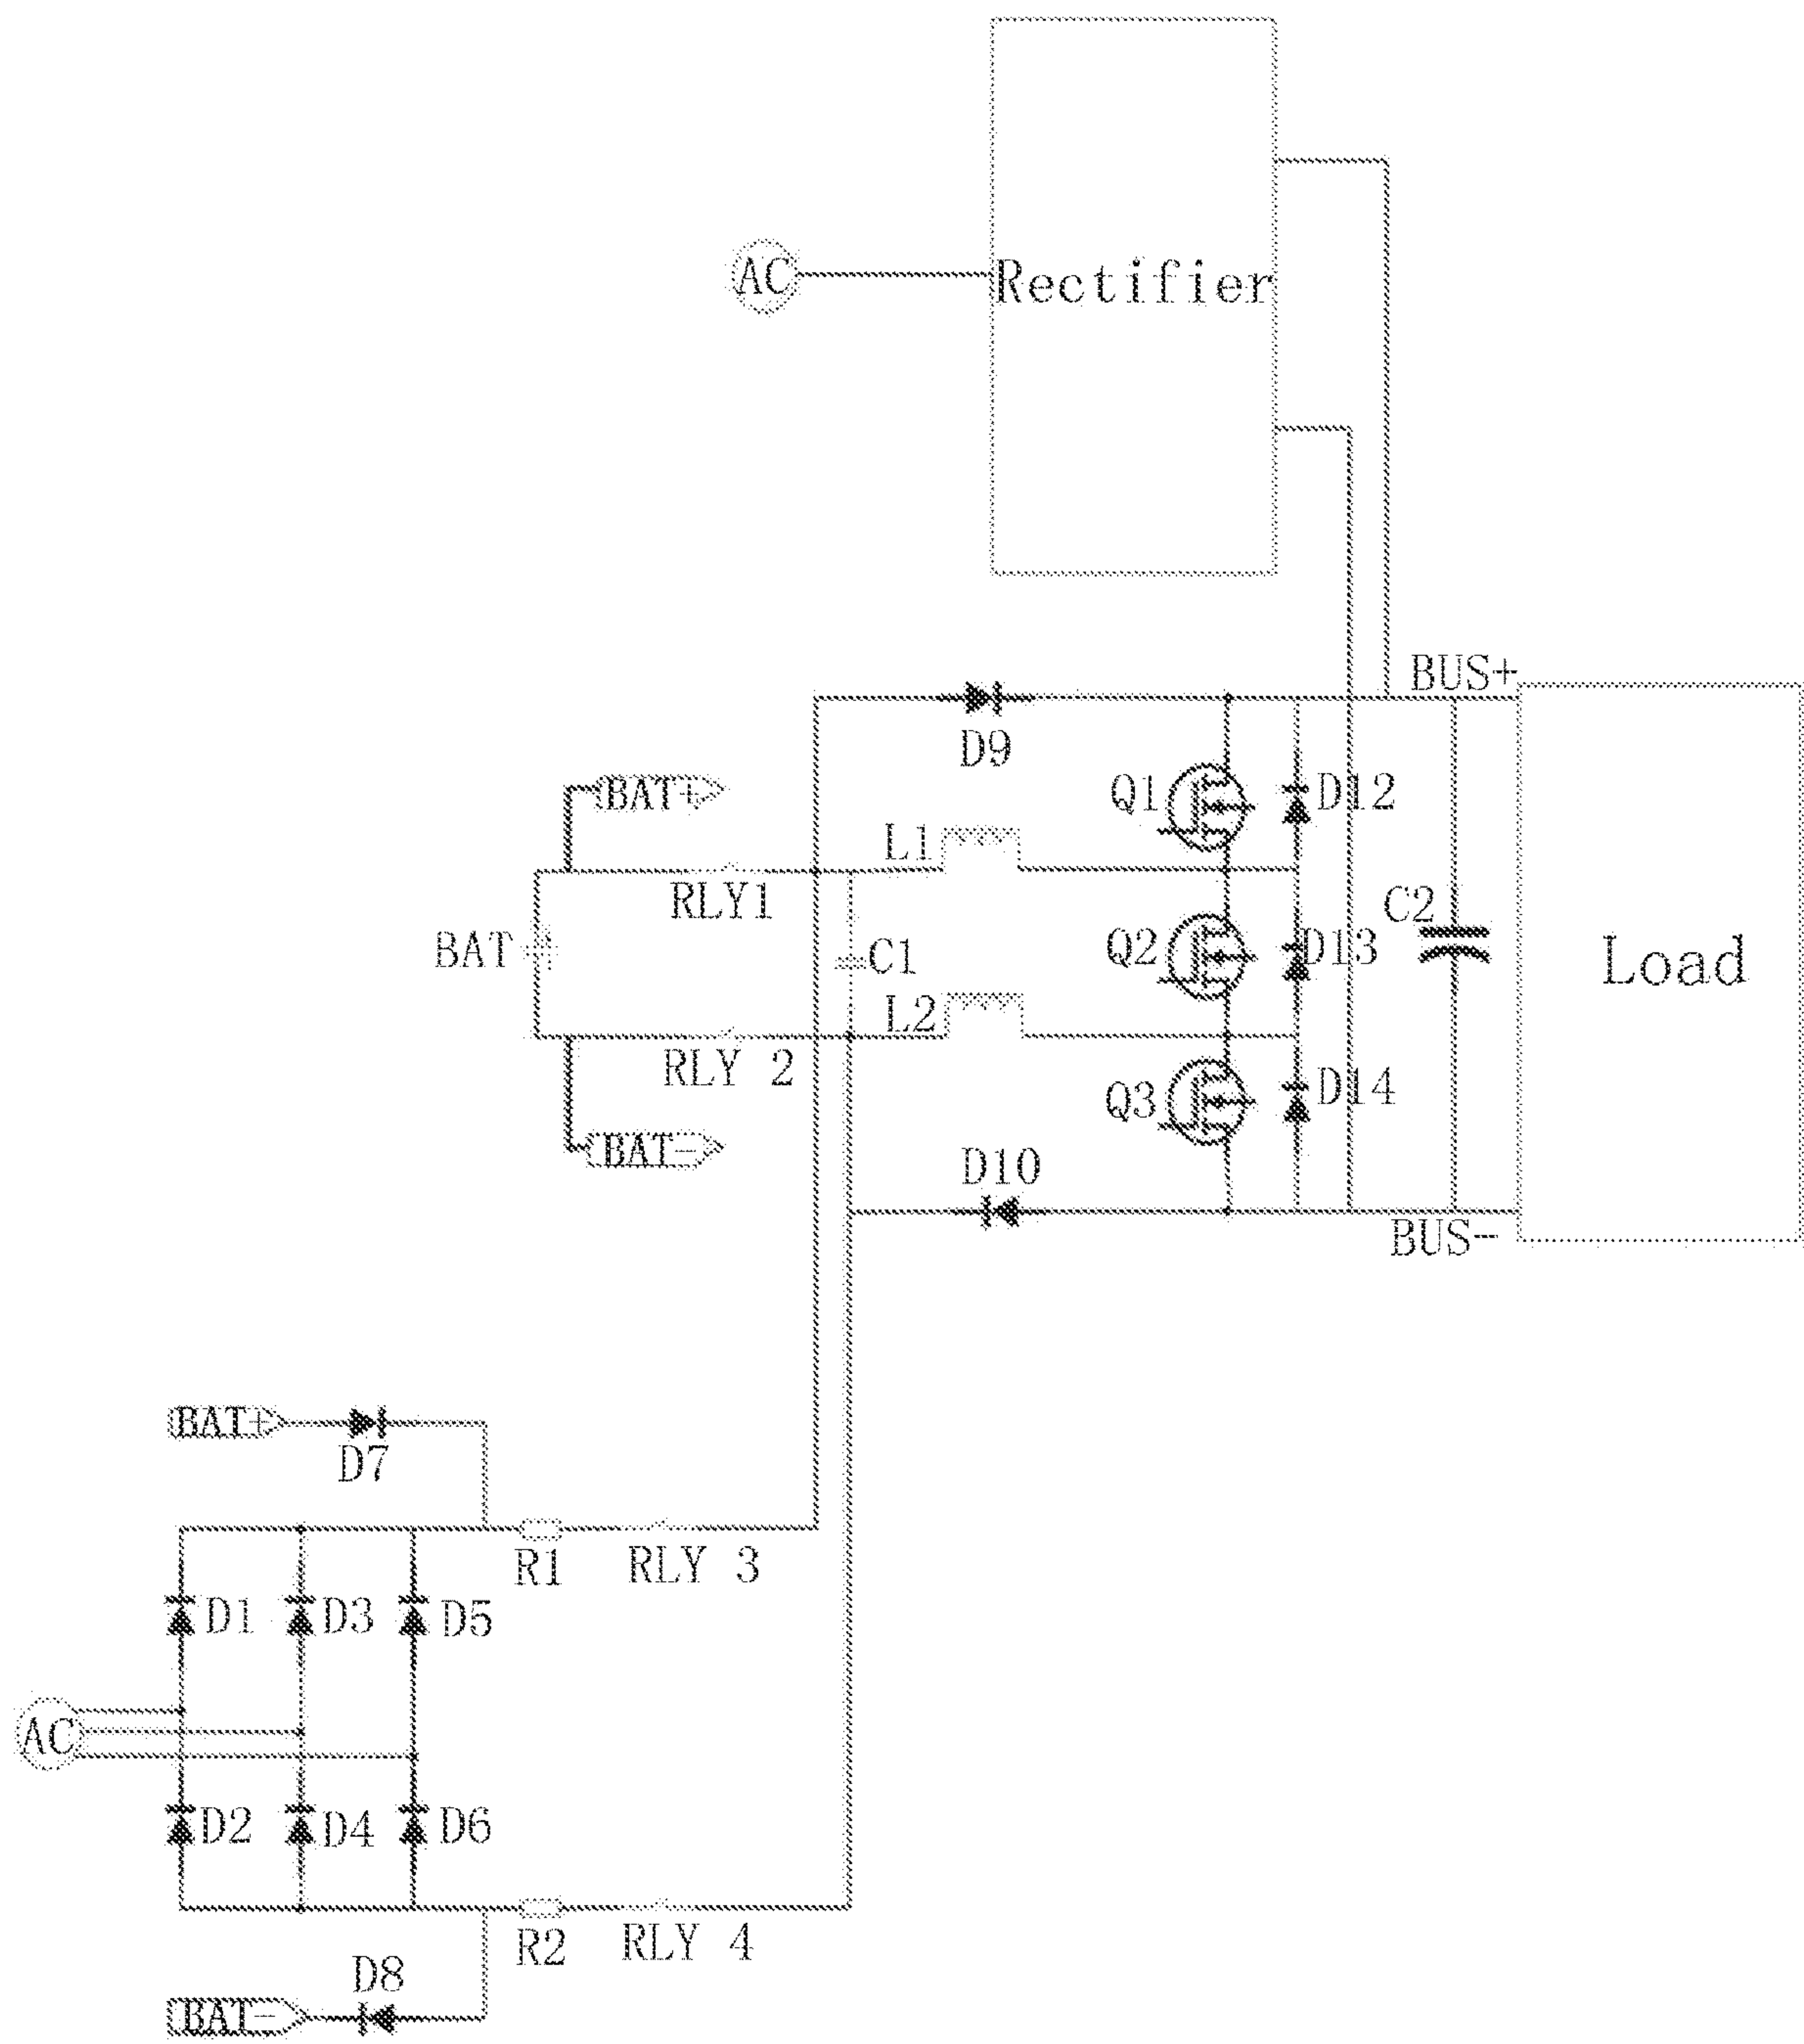 AC
Rectifier
BUS+
D9
BAT+
Q1
D12
L1
RLY1
C2
BAT
Q2
D13
C1
Load
L2
RLY 2
Q3
D14
BAT-
D10
BUS-
BAT+
D7
R1
RLY 3
D1
D3
D5
AC
D2
D4
D6
R2
RLY 4
D8
BAT-